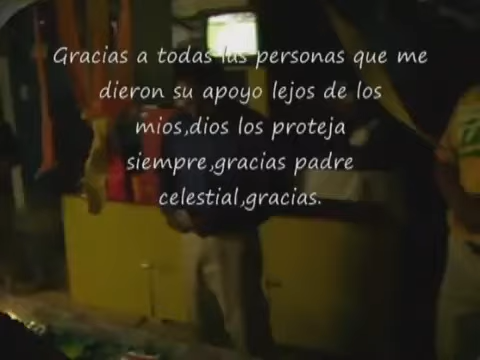 Gracias a todas las personas que me
dieron su apoyo lejos de los
mios,dios los proteja
siempre,gracias padre
celestial,gracias.